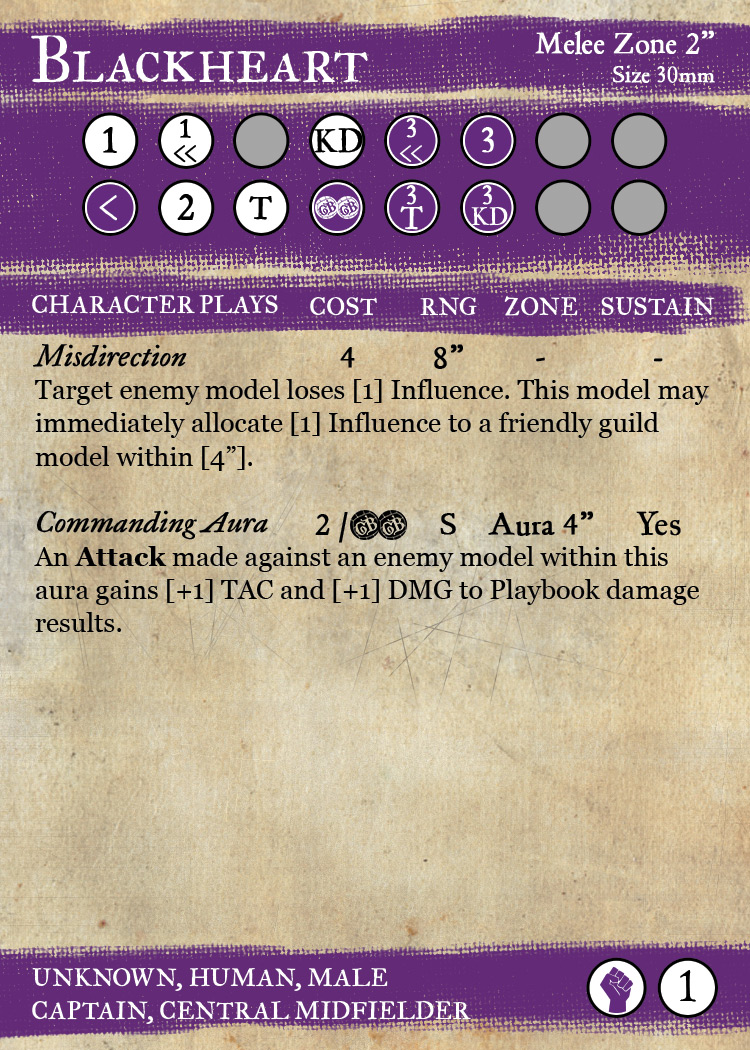 BLACKHEART
Melee Zone 2”
Size 30mm
1 1 << KD 3 << 3
< 2 T GB GB 3 T 3 KD
CHARACTER PLAYS COST RNG ZONE SUSTAIN
Misdirection 4 8” - -
Target enemy model loses [1] Influence. This model may
immediately allocate [1] Influence to a friendly guild
model within [4”].
Commanding Aura 2 / GB GB S Aura 4” Yes
An Attack made against an enemy model within this
aura gains [+1] TAC and [+1] DMG to Playbook damage
results.
UNKNOWN, HUMAN, MALE
CAPTAIN, CENTRAL MIDFIELDER
1